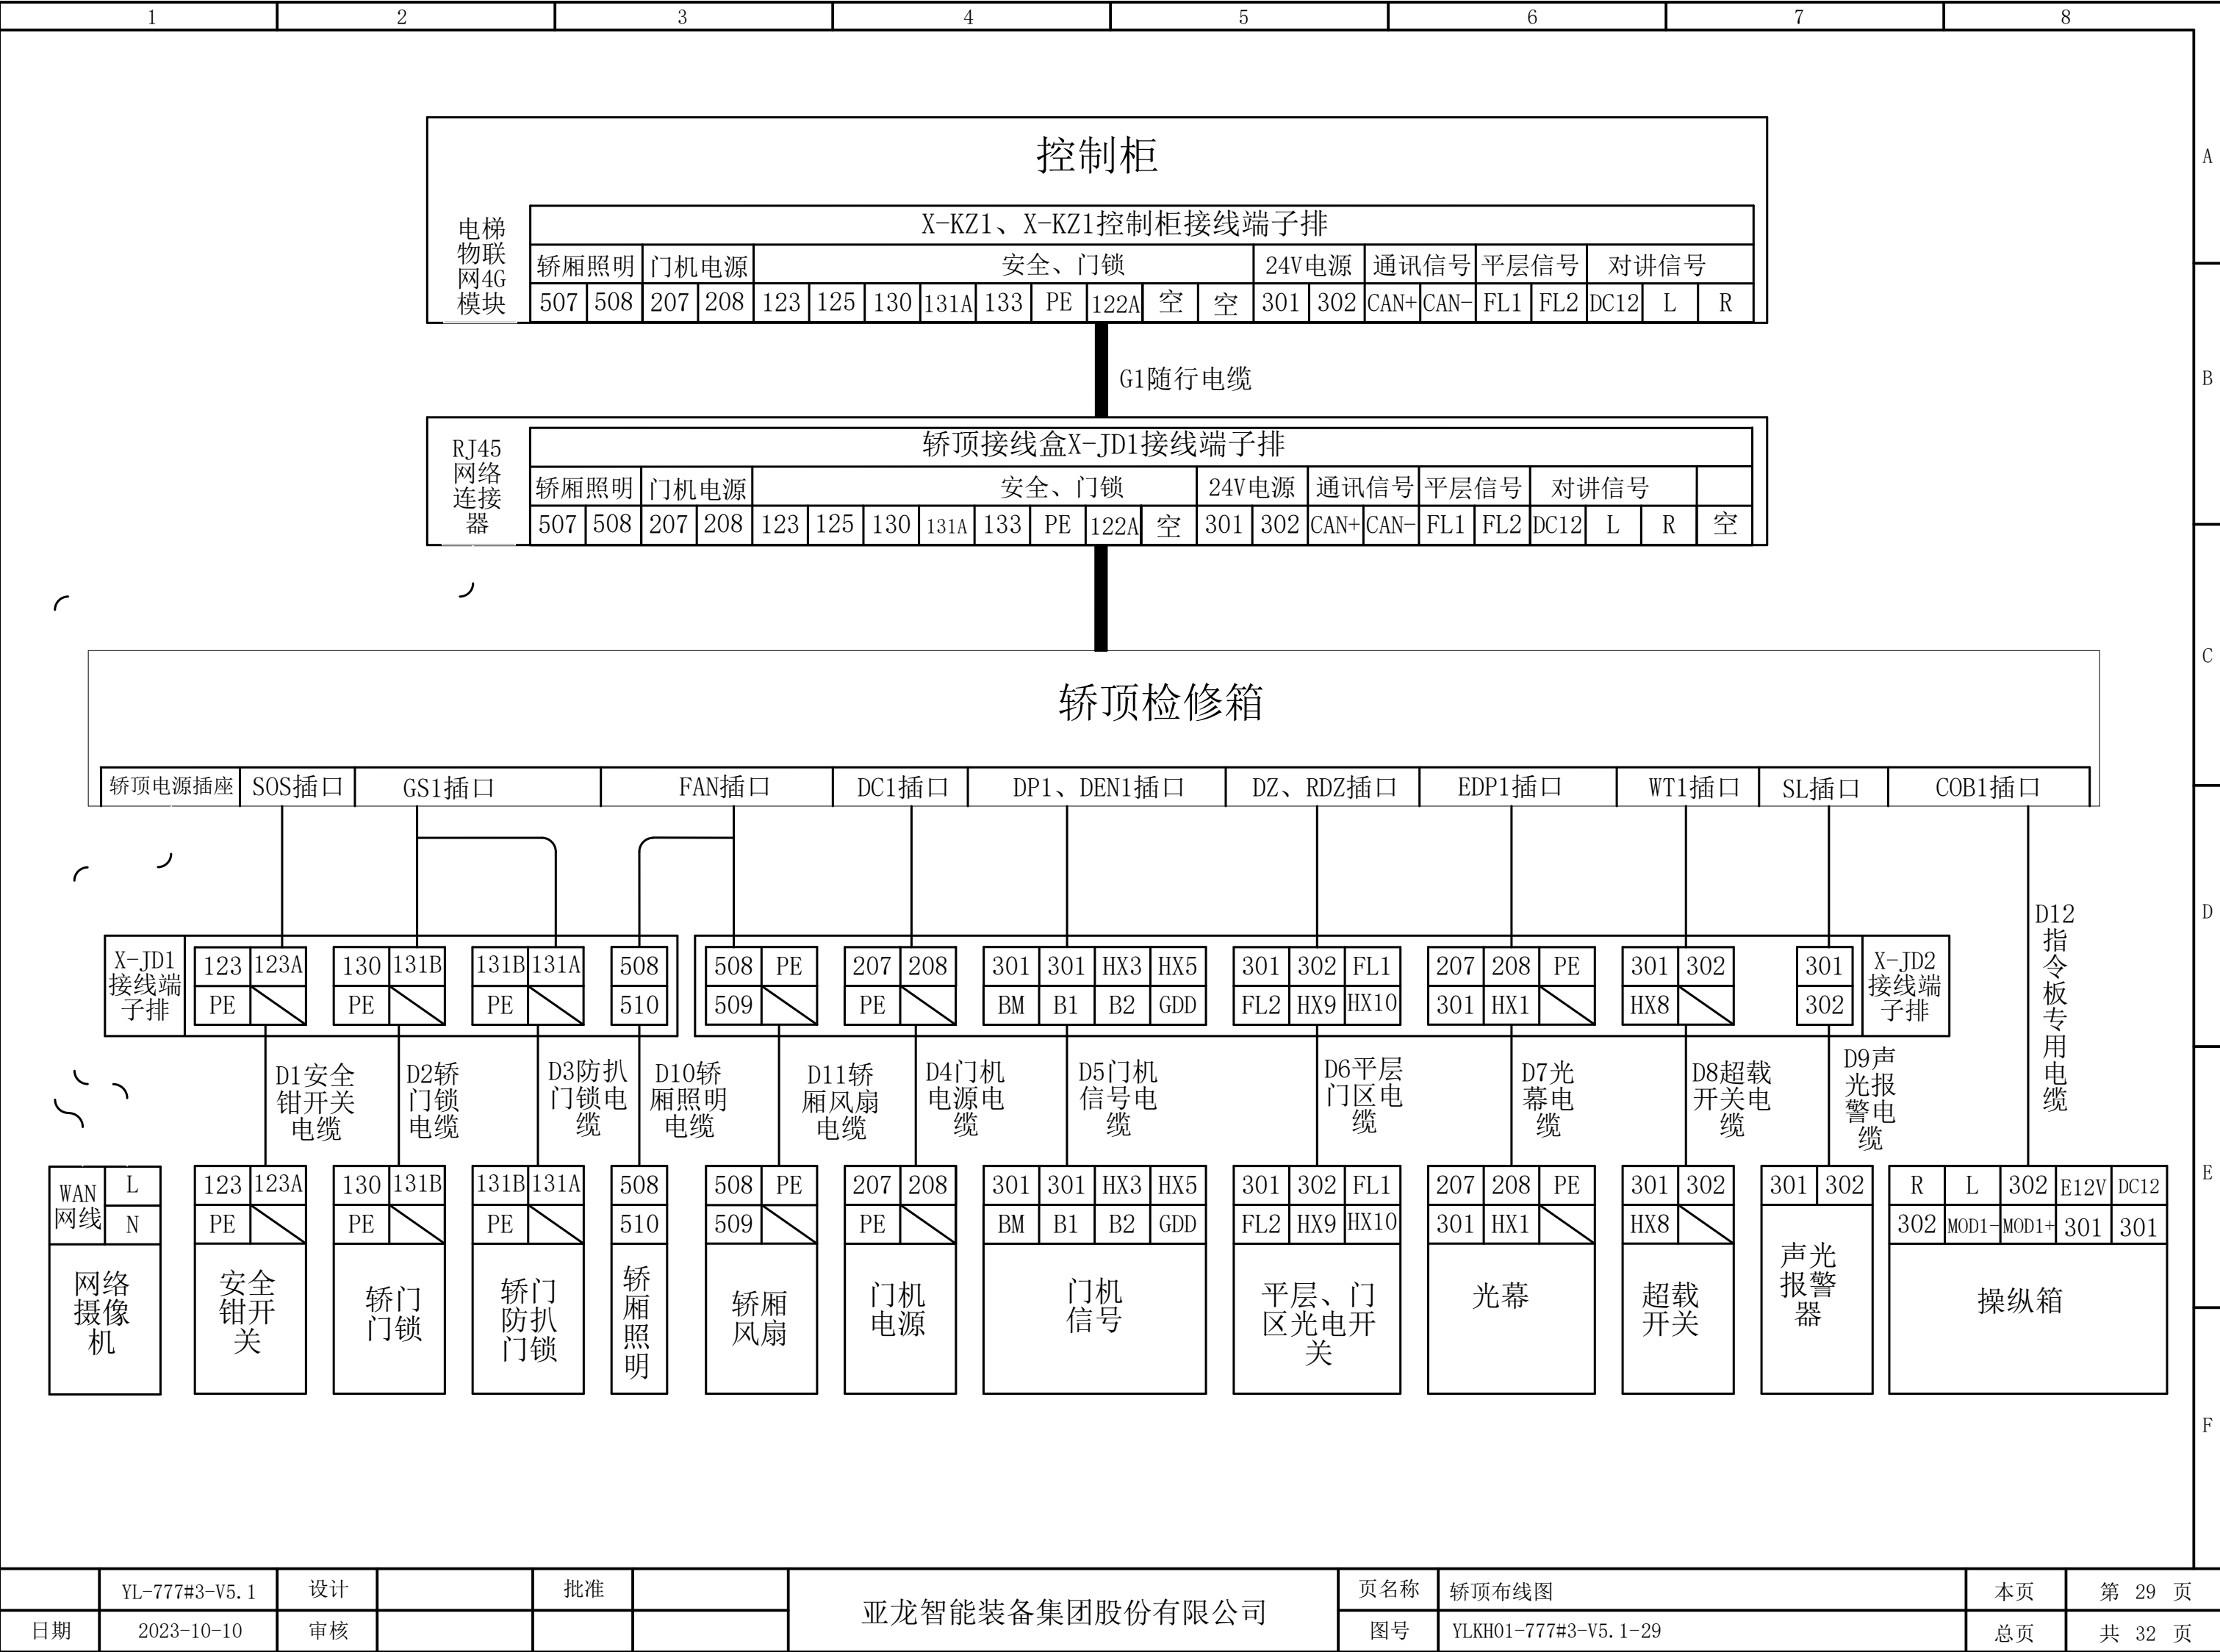 1 2 3 4 5 6 7 8
A
B
C
D
E
F
控制柜
电梯
物联
网4G
模块
X-KZ1、X-KZ1控制柜接线端子排
轿厢照明 门机电源 安全、门锁 24V电源 通讯信号 平层信号 对讲信号
507 508 207 208 123 125 130 131A 133 PE 122A 空 空 301 302 CAN+ CAN- FL1 FL2 DC12 L R
G1随行电缆
RJ45
网络
连接
器
轿顶接线盒X-JD1接线端子排
轿厢照明 门机电源 安全、门锁 24V电源 通讯信号 平层信号 对讲信号
507 508 207 208 123 125 130 131A 133 PE 122A 空 301 302 CAN+ CAN- FL1 FL2 DC12 L R 空
轿顶检修箱
轿顶电源插座 SOS插口 GS1插口 FAN插口 DC1插口 DP1、DEN1插口 DZ、RDZ插口 EDP1插口 WT1插口 SL插口 COB1插口
X-JD1
接线端
子排
123 123A 130 131B 131B 131A 508 508 PE 207 208 301 301 HX3 HX5 301 302 FL1 207 208 PE 301 302 301
PE PE PE 510 509 PE BM B1 B2 GDD FL2 HX9 HX10 301 HX1 HX8 302
X-JD2
接线端
子排
D12
指
令
板
专
用
电
缆
D1安全
钳开关
电缆
D2轿
门锁
电缆
D3防扒
门锁电
缆
D10轿
厢照明
电缆
D11轿
厢风扇
电缆
D4门机
电源电
缆
D5门机
信号电
缆
D6平层
门区电
缆
D7光
幕电
缆
D8超载
开关电
缆
D9声
光报
警电
缆
WAN
网线
L
N
123 123A 130 131B 131B 131A 508 508 PE 207 208 301 301 HX3 HX5 301 302 FL1 207 208 PE 301 302 301 302 R L 302 E12V DC12
PE PE PE 510 509 PE BM B1 B2 GDD FL2 HX9 HX10 301 HX1 HX8 302 MOD1- MOD1+ 301 301
网络
摄像
机
安全
钳开
关
轿门
门锁
轿门
防扒
门锁
轿
厢
照
明
轿厢
风扇
门机
电源
门机
信号
平层、门
区光电开
关
光幕
超载
开关
声光
报警
器
操纵箱
YL-777#3-V5.1 设计 批准
日期 2023-10-10 审核
亚龙智能装备集团股份有限公司
页名称 轿顶布线图 本页 第 29 页
图号 YLKH01-777#3-V5.1-29 总页 共 32 页